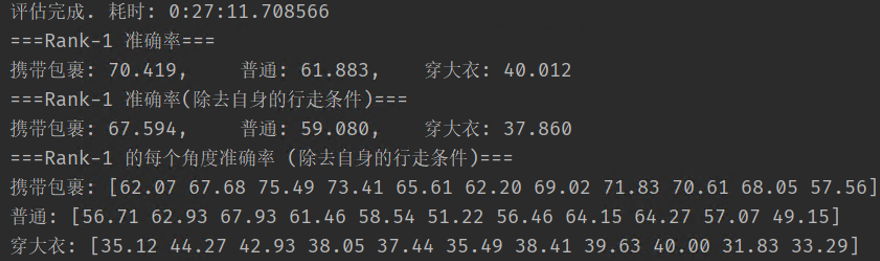 评估完成. 耗时: 0:27:11.708566
===Rank-1 准确率===
携带包裹: 70.419,    普通: 61.883,    穿大衣: 40.012
===Rank-1 准确率(除去自身的行走条件)===
携带包裹: 67.594,    普通: 59.080,    穿大衣: 37.860
===Rank-1 的每个角度准确率 (除去自身的行走条件)===
携带包裹: [62.07 67.68 75.49 73.41 65.61 62.20 69.02 71.83 70.61 68.05 57.56]
普通: [56.71 62.93 67.93 61.46 58.54 51.22 56.46 64.15 64.27 57.07 49.15]
穿大衣: [35.12 44.27 42.93 38.05 37.44 35.49 38.41 39.63 40.00 31.83 33.29]